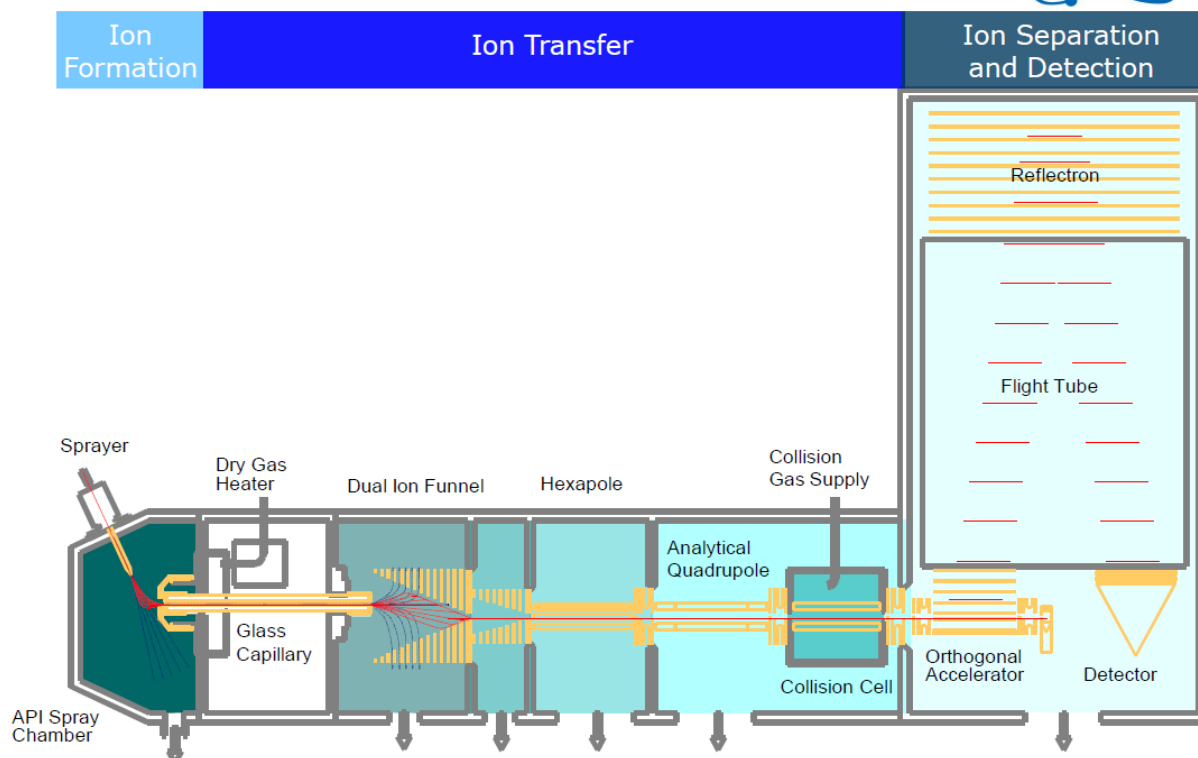 Ion
Formation
Ion Transfer
Ion Separation
and Detection
Reflectron
Flight Tube
Sprayer
Dry Gas
Heater
Dual Ion Funnel
Hexapole
Collision
Gas Supply
Analytical
Quadrupole
Glass
Capillary
Collision Cell
Orthogonal
Accelerator
Detector
API Spray
Chamber